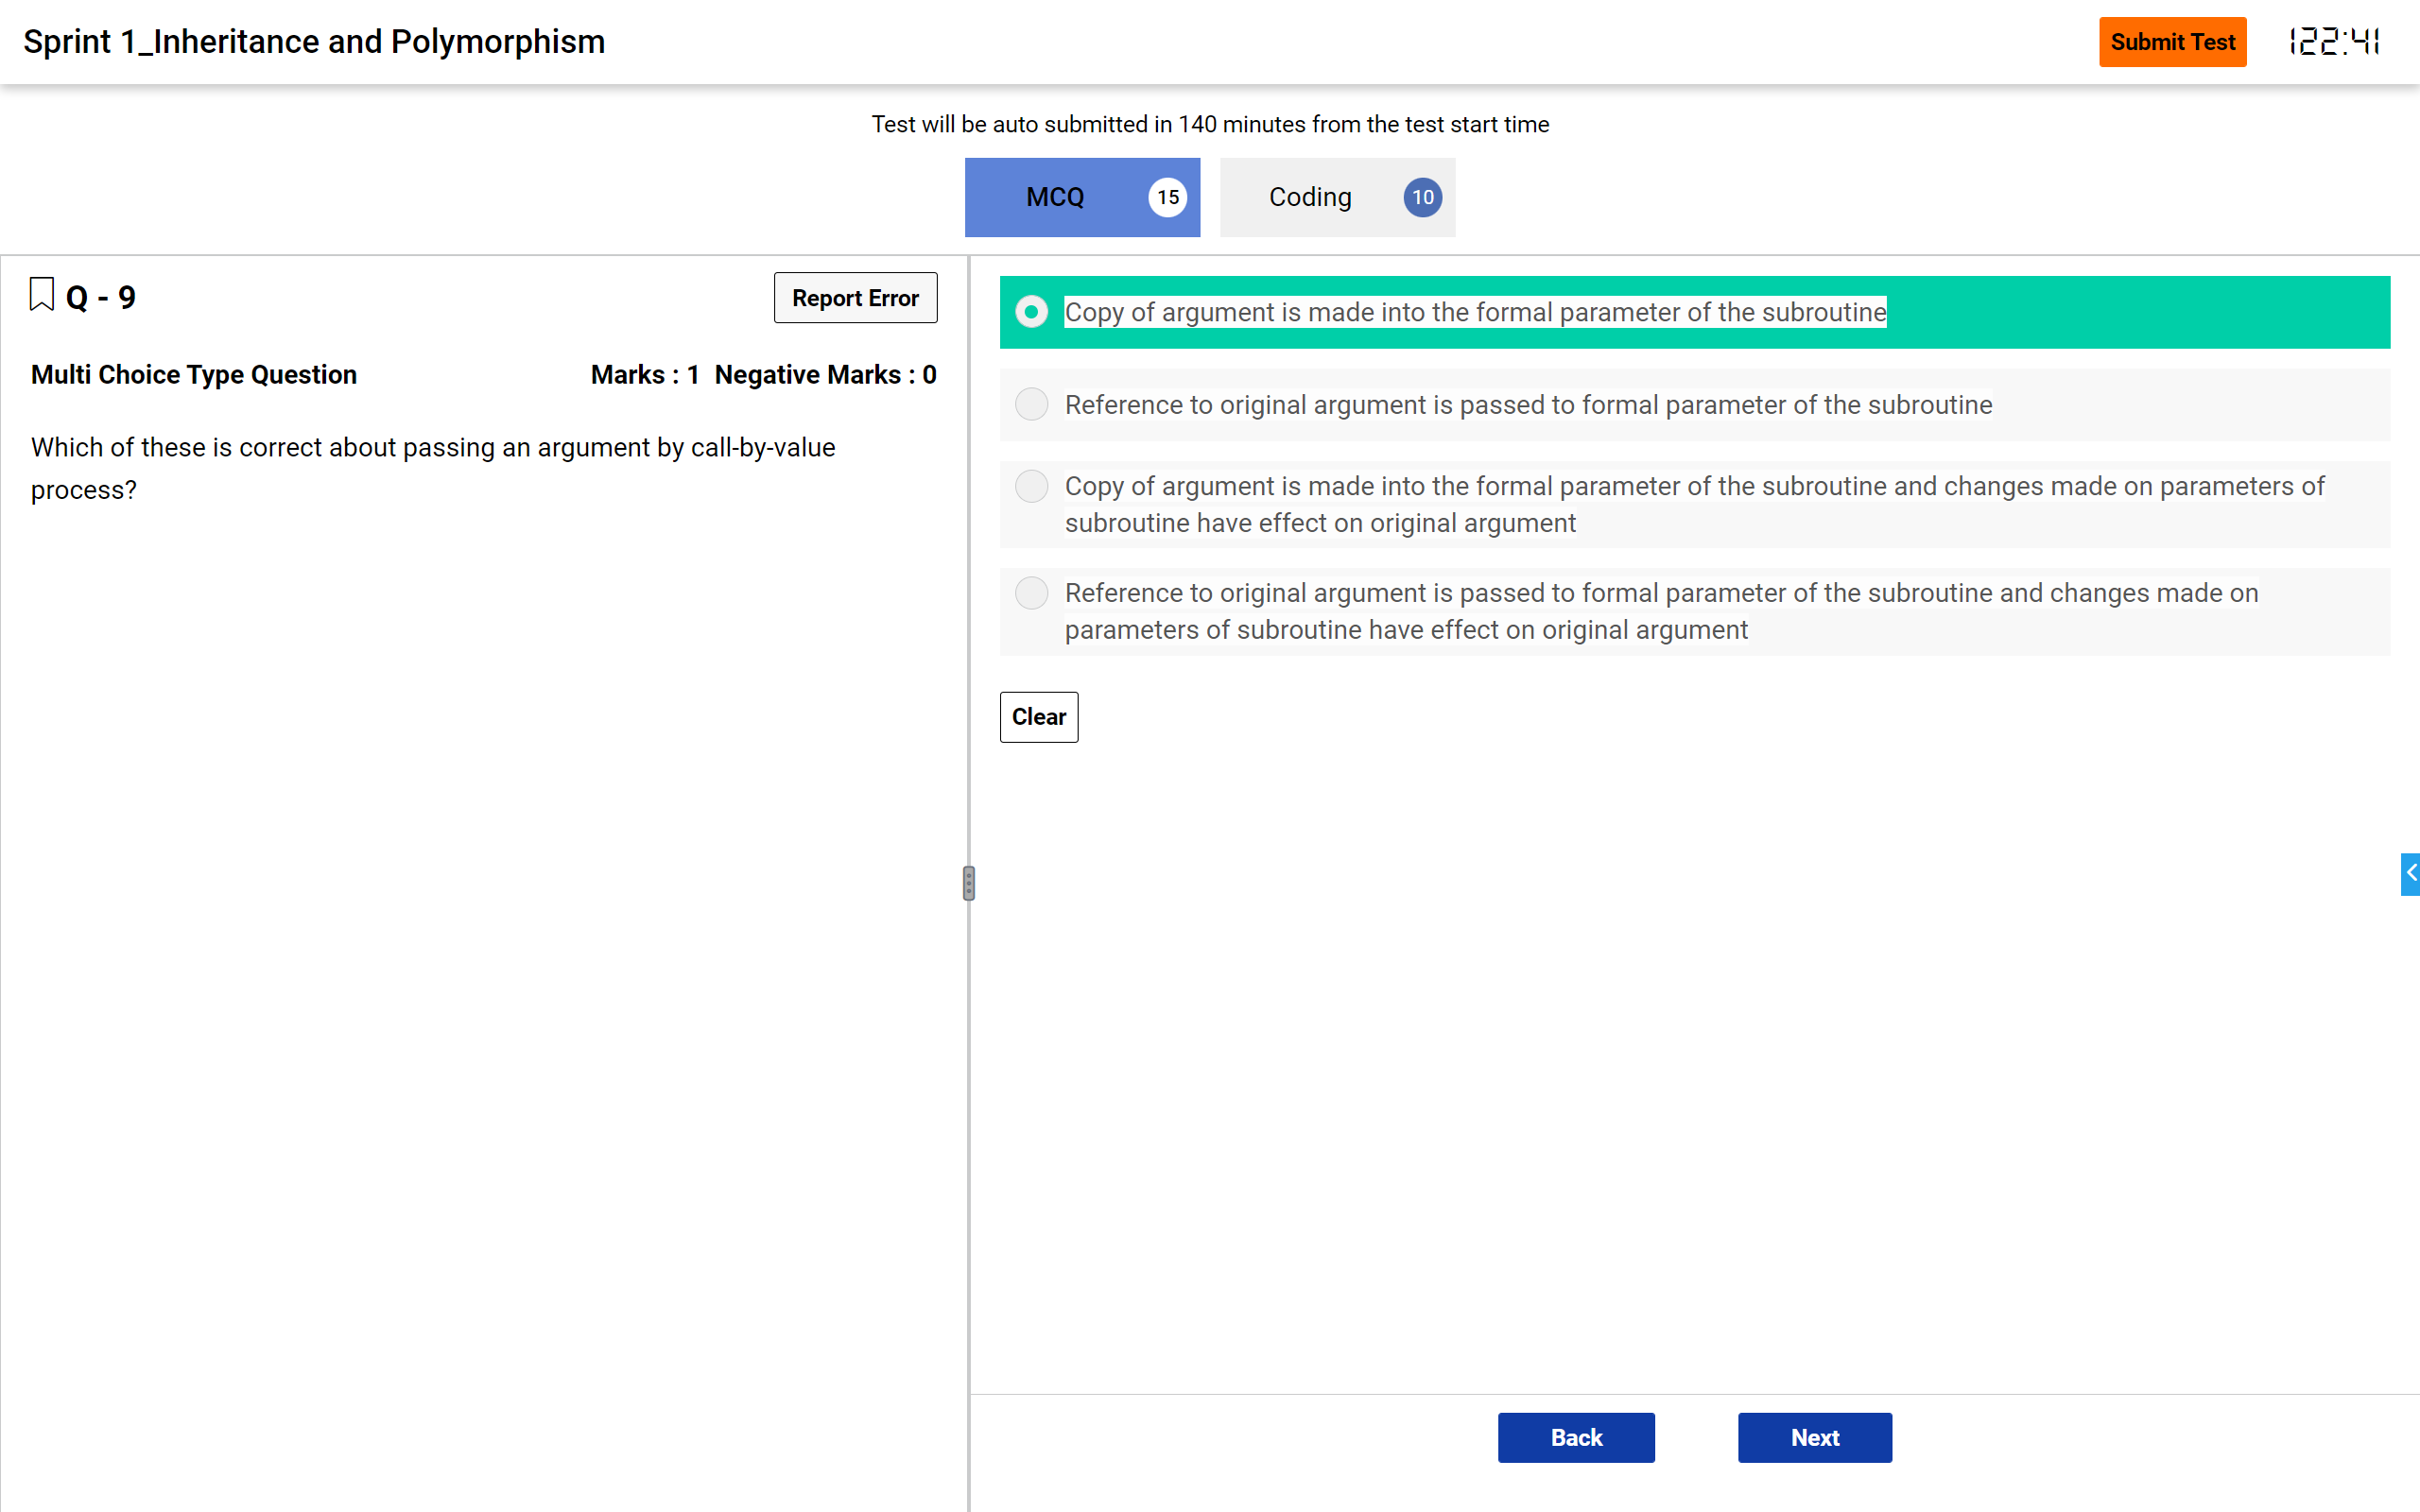 Sprint 1_Inheritance and Polymorphism
Submit Test
122:41
Test will be auto submitted in 140 minutes from the test start time
MCQ 15
Coding 10
Q - 9
Report Error
Multi Choice Type Question
Marks : 1 Negative Marks : 0
Which of these is correct about passing an argument by call-by-value
process?
Copy of argument is made into the formal parameter of the subroutine
Reference to original argument is passed to formal parameter of the subroutine
Copy of argument is made into the formal parameter of the subroutine and changes made on parameters of
subroutine have effect on original argument
Reference to original argument is passed to formal parameter of the subroutine and changes made on
parameters of subroutine have effect on original argument
Clear
Back
Next